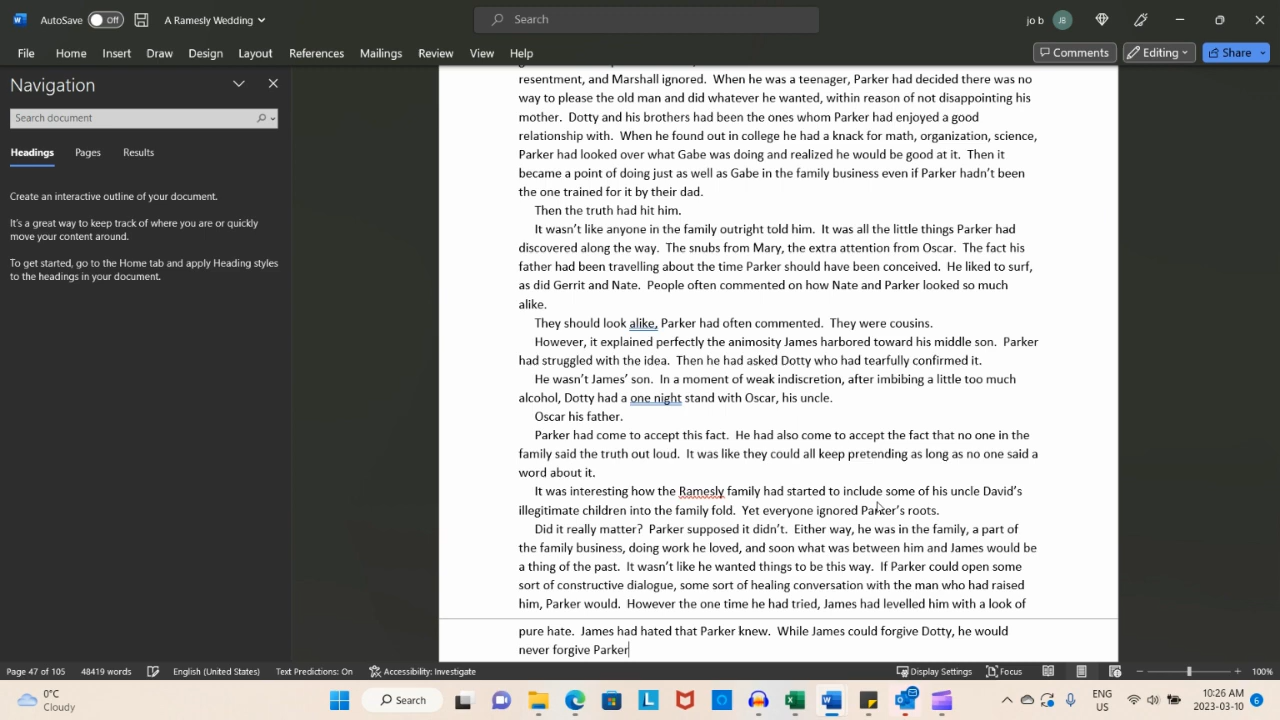 AutoSave Off A Ramesly Wedding Search jo b JB
File Home Insert Draw Design Layout References Mailings Review View Help Comments Editing Share
Navigation
Search document
Headings Pages Results
Create an interactive outline of your document.
It's a great way to keep track of where you are or quickly
move your content around.
To get started, go to the Home tab and apply Heading styles
to the headings in your document.
resentment, and Marshall ignored. When he was a teenager, Parker had decided there was no
way to please the old man and did whatever he wanted, within reason of not disappointing his
mother. Dotty and his brothers had been the ones whom Parker had enjoyed a good
relationship with. When he found out in college he had a knack for math, organization, science,
Parker had looked over what Gabe was doing and realized he would be good at it. Then it
became a point of doing just as well as Gabe in the family business even if Parker hadn't been
the one trained for it by their dad.
Then the truth had hit him.
It wasn't like anyone in the family outright told him. It was all the little things Parker had
discovered along the way. The snubs from Mary, the extra attention from Oscar. The fact his
father had been travelling about the time Parker should have been conceived. He liked to surf,
as did Gerrit and Nate. People often commented on how Nate and Parker looked so much
alike.
They should look alike, Parker had often commented. They were cousins.
However, it explained perfectly the animosity James harbored toward his middle son. Parker
had struggled with the idea. Then he had asked Dotty who had tearfully confirmed it.
He wasn't James' son. In a moment of weak indiscretion, after imbibing a little too much
alcohol, Dotty had a one night stand with Oscar, his uncle.
Oscar his father.
Parker had come to accept this fact. He had also come to accept the fact that no one in the
family said the truth out loud. It was like they could all keep pretending as long as no one said a
word about it.
It was interesting how the Ramesly family had started to include some of his uncle David's
illegitimate children into the family fold. Yet everyone ignored Parker's roots.
Did it really matter? Parker supposed it didn't. Either way, he was in the family, a part of
the family business, doing work he loved, and soon what was between him and James would be
a thing of the past. It wasn't like he wanted things to be this way. If Parker could open some
sort of constructive dialogue, some sort of healing conversation with the man who had raised
him, Parker would. However the one time he had tried, James had levelled him with a look of
pure hate. James had hated that Parker knew. While James could forgive Dotty, he would
never forgive Parker
Page 47 of 105 48419 words English (United States) Text Predictions: On Accessibility: Investigate Display Settings Focus 100%
0°C
Cloudy
Search
ENG
US
10:26 AM
2023-03-10
6